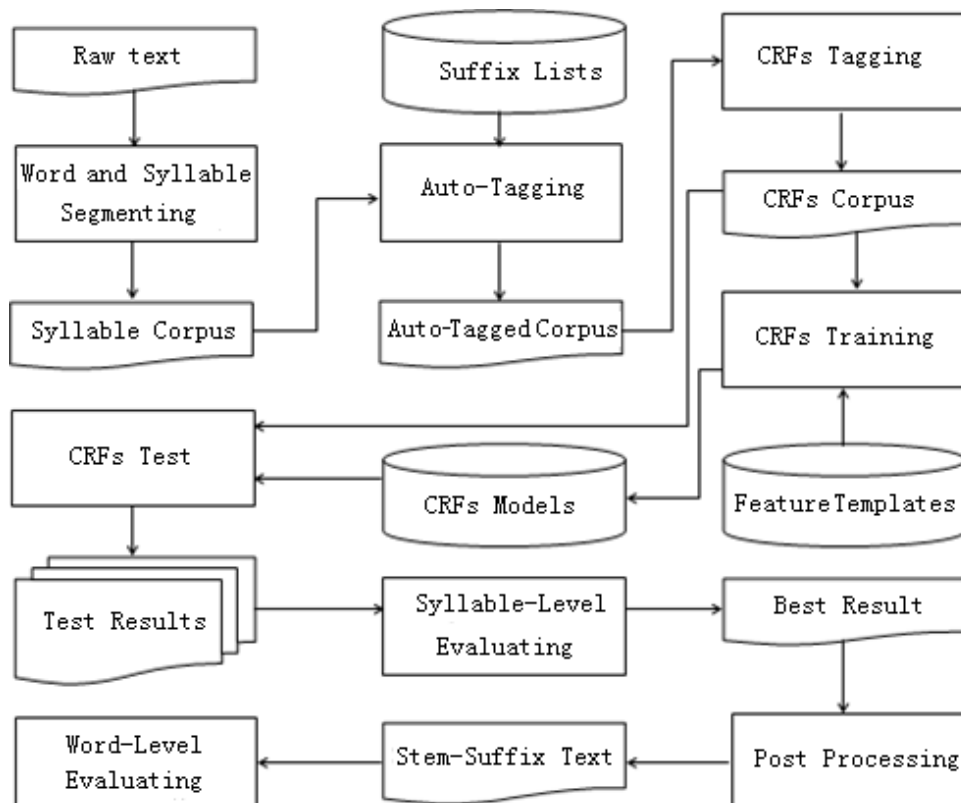 Raw text
Suffix Lists
CRFs Tagging
Word and Syllable
Segmenting
Auto-Tagging
CRFs Corpus
Syllable Corpus
Auto-Tagged Corpus
CRFs Training
CRFs Test
CRFs Models
FeatureTemplates
Test Results
Syllable-Level
Evaluating
Best Result
Word-Level
Evaluating
Stem-Suffix Text
Post Processing